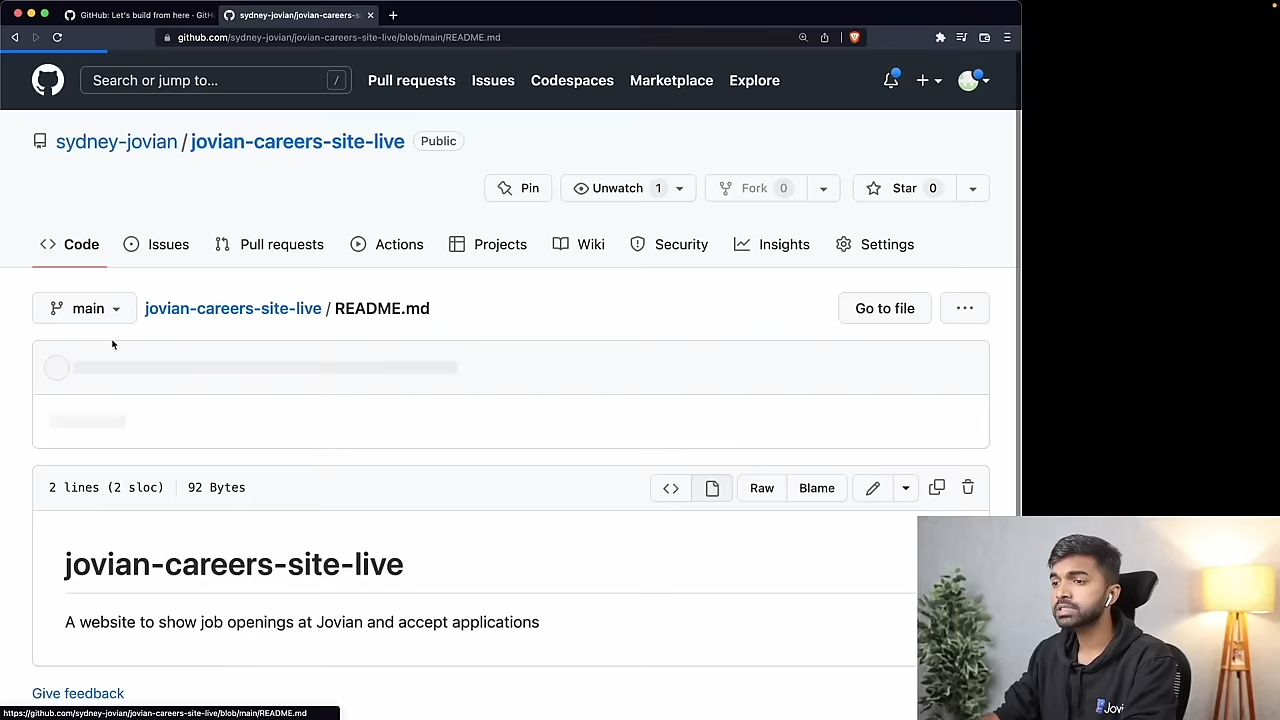 GitHub: Let's build from here · GitH
sydney-jovian/jovian-careers-s
github.com/sydney-jovian/jovian-careers-site-live/blob/main/README.md
Search or jump to... /
Pull requests Issues Codespaces Marketplace Explore
sydney-jovian / jovian-careers-site-live Public
Pin Unwatch 1 Fork 0 Star 0
Code Issues Pull requests Actions Projects Wiki Security Insights Settings
main jovian-careers-site-live / README.md Go to file ...
2 lines (2 sloc) 92 Bytes Raw Blame
jovian-careers-site-live
A website to show job openings at Jovian and accept applications
Give feedback
https://github.com/sydney-jovian/jovian-careers-site-live/blob/main/README.md
Jovi